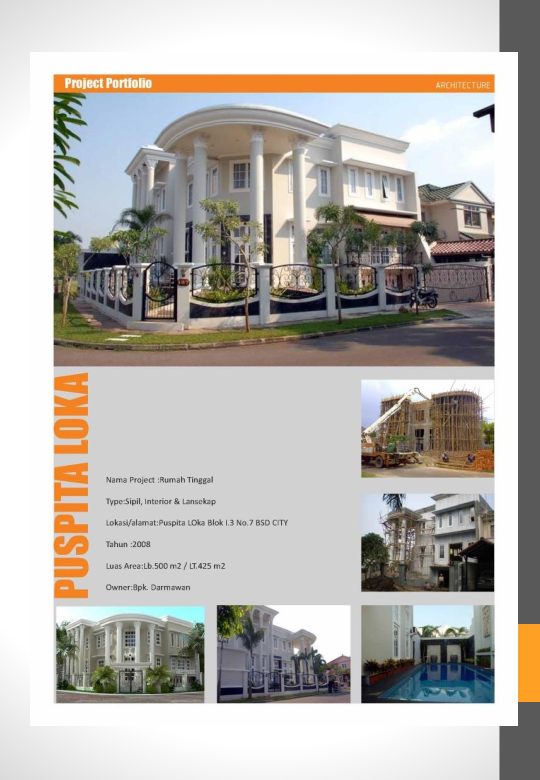 Project Portfolio
ARCHITECTURE
PUSPITA LOKA
Nama Project :Rumah Tinggal
Type:Sipil, Interior & Lansekap
Lokasi/alamat:Puspita LOka Blok I.3 No.7 BSD CITY
Tahun :2008
Luas Area:Lb.500 m2 / LT.425 m2
Owner:Bpk. Darmawan